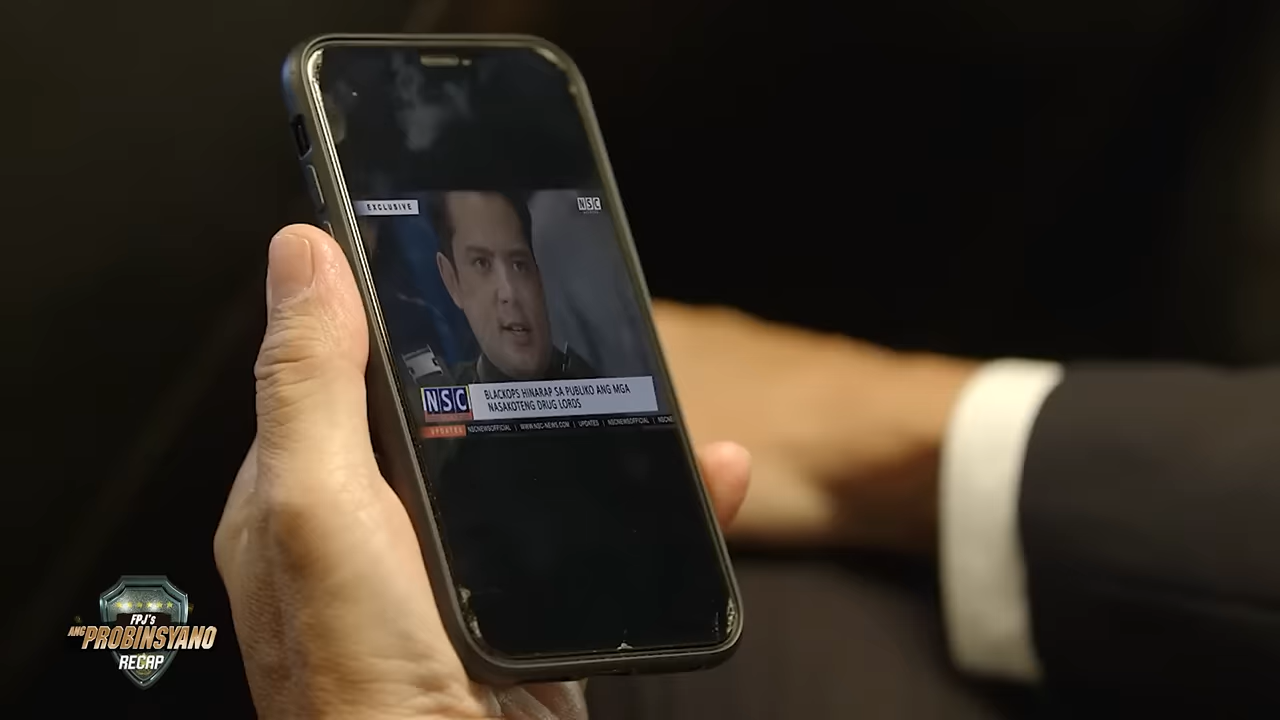 EXCLUSIVE
NSC
NSC
BLACKOPS HINARAP SA PUBLIKO ANG MGA
NASAKOTENG DRUG LORDS
UPDATES
NSCNEWSOFFICIAL | WWW.NSC-NEWS.COM | UPDATES | NSCNEWSOFFICIAL | NSCNE
FPJ's
ANG PROBINSYANO
RECAP